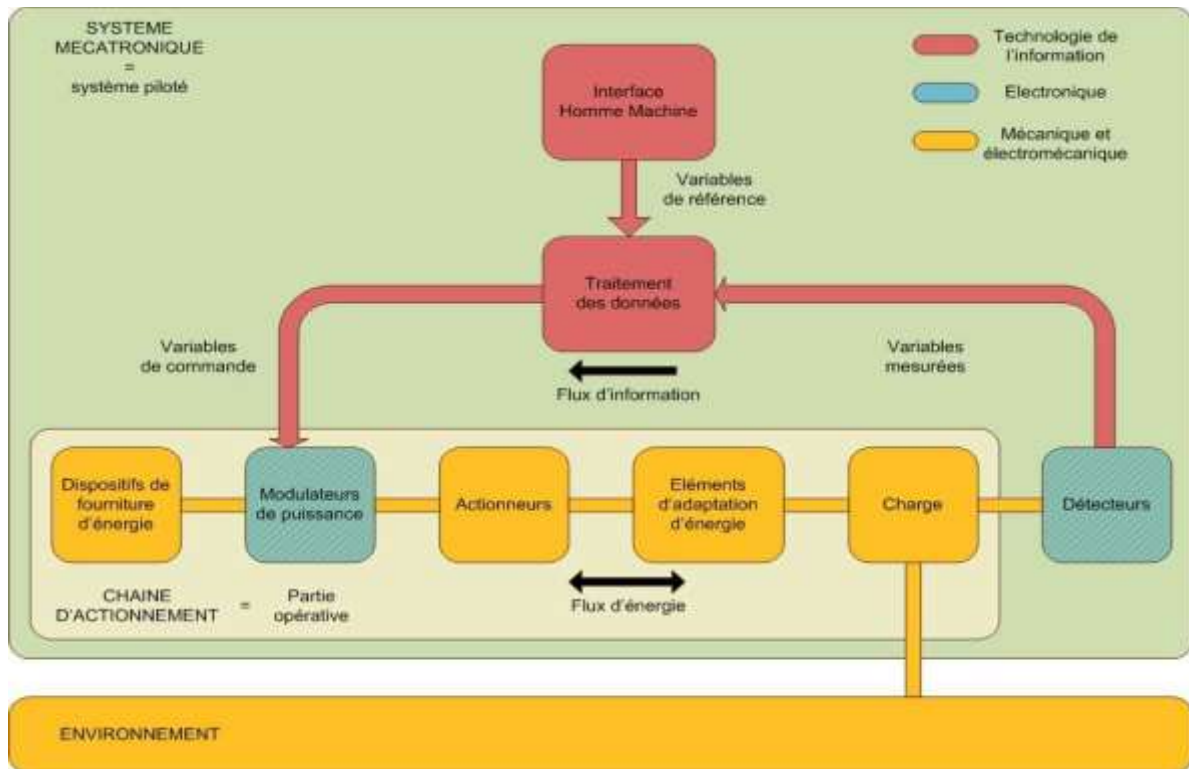 SYSTEME
MECATRONIQUE
=
système piloté
Technologie de
l'information
Electronique
Mécanique et
électromécanique
Interface
Homme Machine
Variables
de référence
Traitement
des données
Variables
de commande
Variables
mesurées
Flux d'information
Dispositifs de
fourniture
d'énergie
Modulateurs
de puissance
Actionneurs
Eléments
d'adaptation
d'énergie
Charge
Détecteurs
CHAINE
D'ACTIONNEMENT
=
Partie
opérative
Flux d'énergie
ENVIRONNEMENT